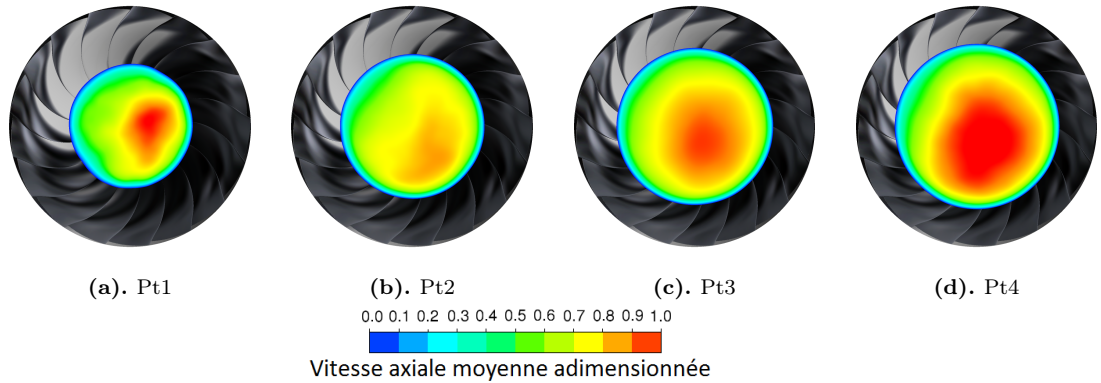 (a). Pt1 (b). Pt2 (c). Pt3 (d). Pt4
0.0 0.1 0.2 0.3 0.4 0.5 0.6 0.7 0.8 0.9 1.0
Vitesse axiale moyenne adimensionnée